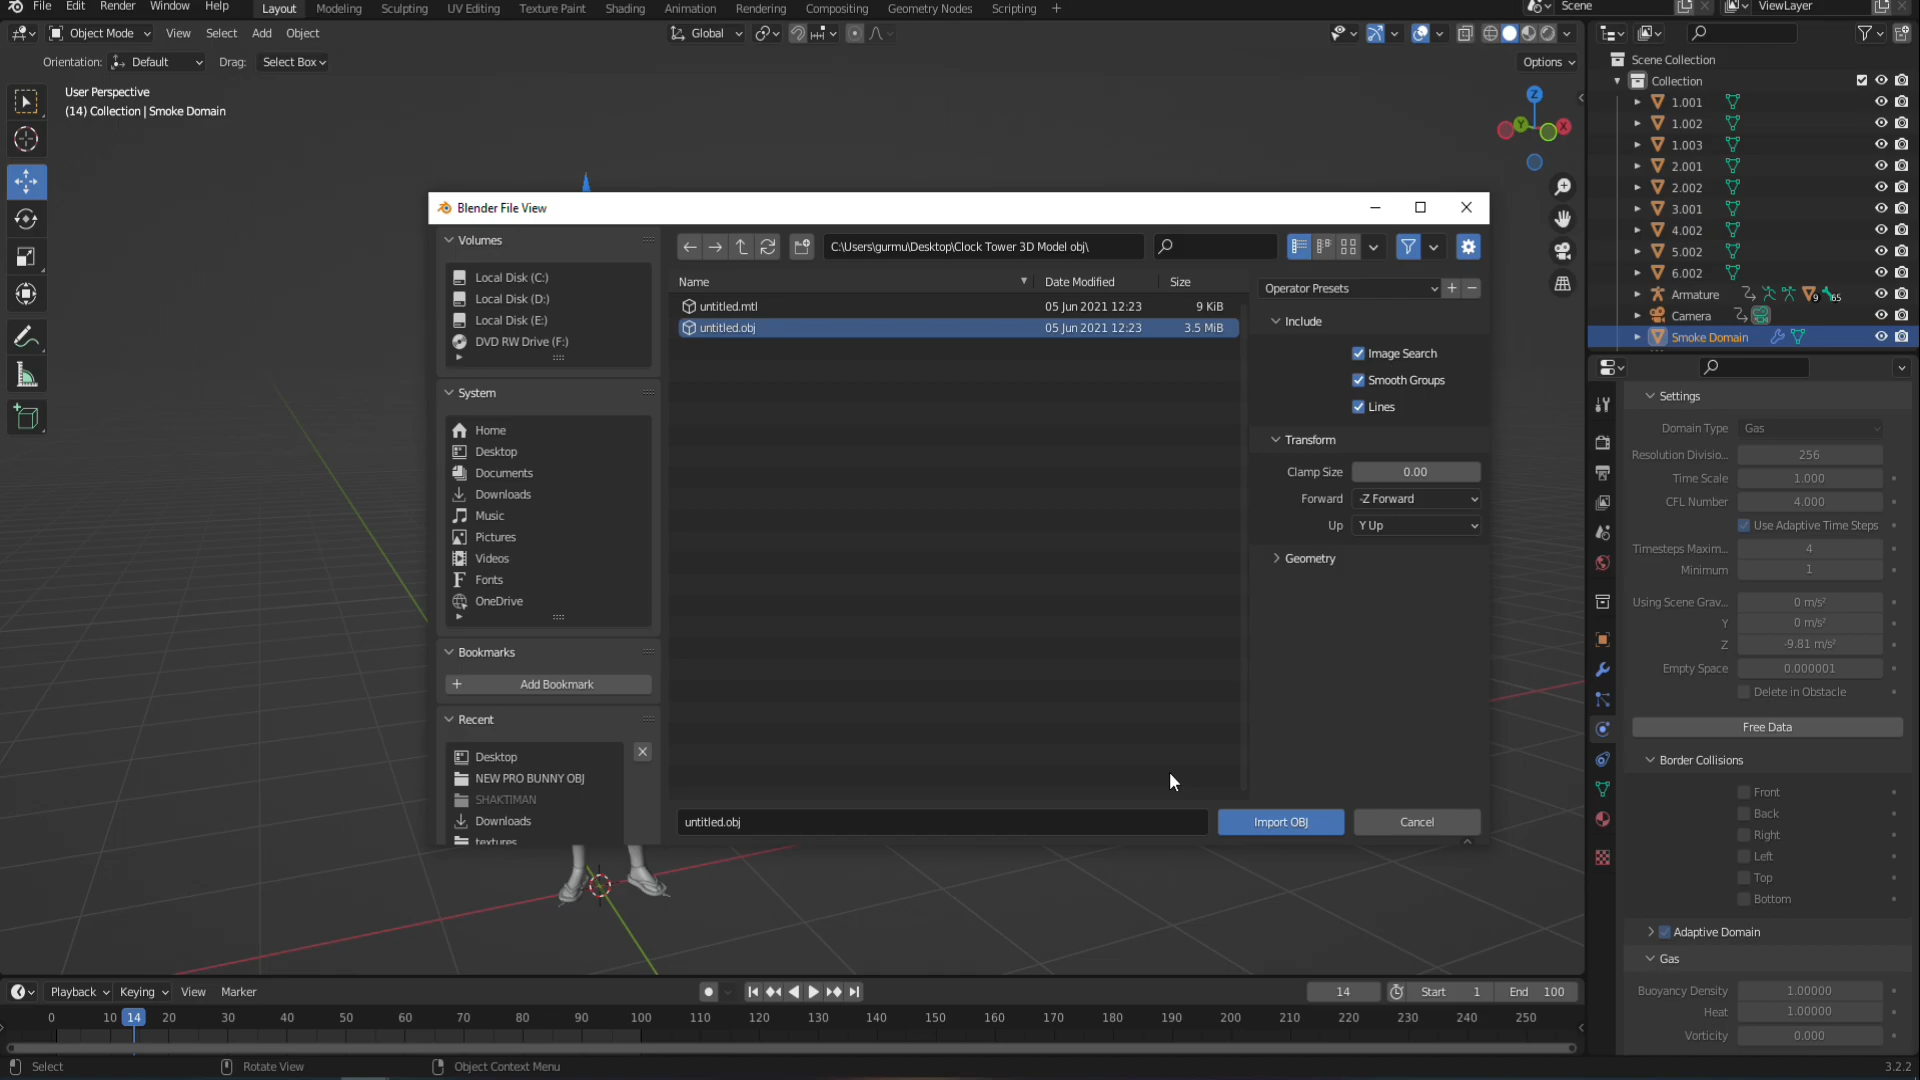 File Edit Render Window Help Layout Modeling Sculpting UV Editing Texture Paint Shading Animation Rendering Compositing Geometry Nodes Scripting + Scene ViewLayer
Object Mode View Select Add Object Global
Orientation: Default Drag: Select Box Options
User Perspective
(14) Collection | Smoke Domain
Z
Y
X
Scene Collection
Collection
1.001
1.002
1.003
2.001
2.002
3.001
4.002
5.002
6.002
Armature 9 65
Camera
Smoke Domain
Blender File View
Volumes
Local Disk (C:)
Local Disk (D:)
Local Disk (E:)
DVD RW Drive (F:)
System
Home
Desktop
Documents
Downloads
Music
Pictures
Videos
Fonts
OneDrive
Bookmarks
+ Add Bookmark
Recent
Desktop
NEW PRO BUNNY OBJ
SHAKTIMAN
Downloads
textures
C:\Users\gurmu\Desktop\Clock Tower 3D Model obj\
Name Date Modified Size
untitled.mtl 05 Jun 2021 12:23 9 KiB
untitled.obj 05 Jun 2021 12:23 3.5 MiB
Operator Presets
Include
Image Search
Smooth Groups
Lines
Transform
Clamp Size 0.00
Forward -Z Forward
Up Y Up
Geometry
untitled.obj Import OBJ Cancel
Settings
Domain Type Gas
Resolution Divisio... 256
Time Scale 1.000
CFL Number 4.000
Use Adaptive Time Steps
Timesteps Maxim... 4
Minimum 1
Using Scene Grav... 0 m/s²
Y 0 m/s²
Z -9.81 m/s²
Empty Space 0.000001
Delete in Obstacle
Free Data
Border Collisions
Front
Back
Right
Left
Top
Bottom
Adaptive Domain
Gas
Buoyancy Density 1.00000
Heat 1.00000
Vorticity 0.000
Playback Keying View Marker 14 Start 1 End 100
0 10 14 20 30 40 50 60 70 80 90 100 110 120 130 140 150 160 170 180 190 200 210 220 230 240 250
Select Rotate View Object Context Menu 3.2.2